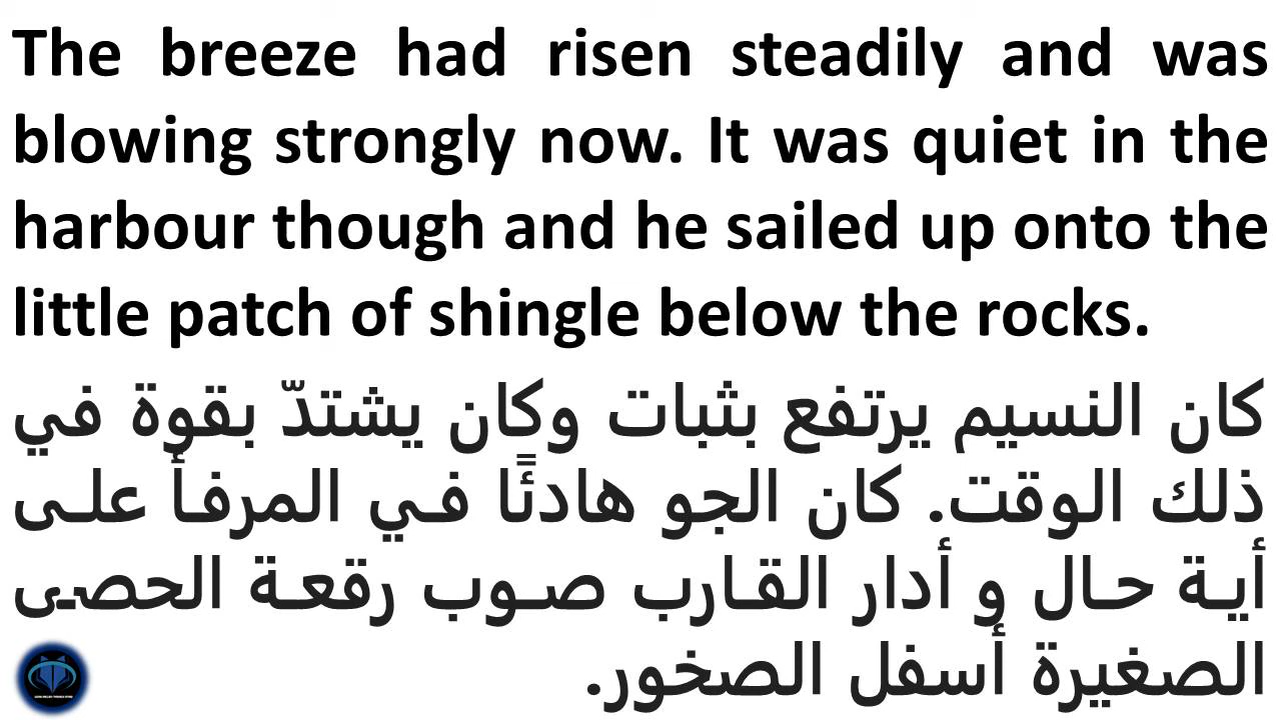 The breeze had risen steadily and was
blowing strongly now. It was quiet in the
harbour though and he sailed up onto the
little patch of shingle below the rocks.
كان النسيم يرتفع بثبات وكان يشتدّ بقوة في
ذلك الوقت. كان الجو هادئًا في المرفأ على
أية حال و أدار القارب صوب رقعة الحصى
الصغيرة أسفل الصخور.